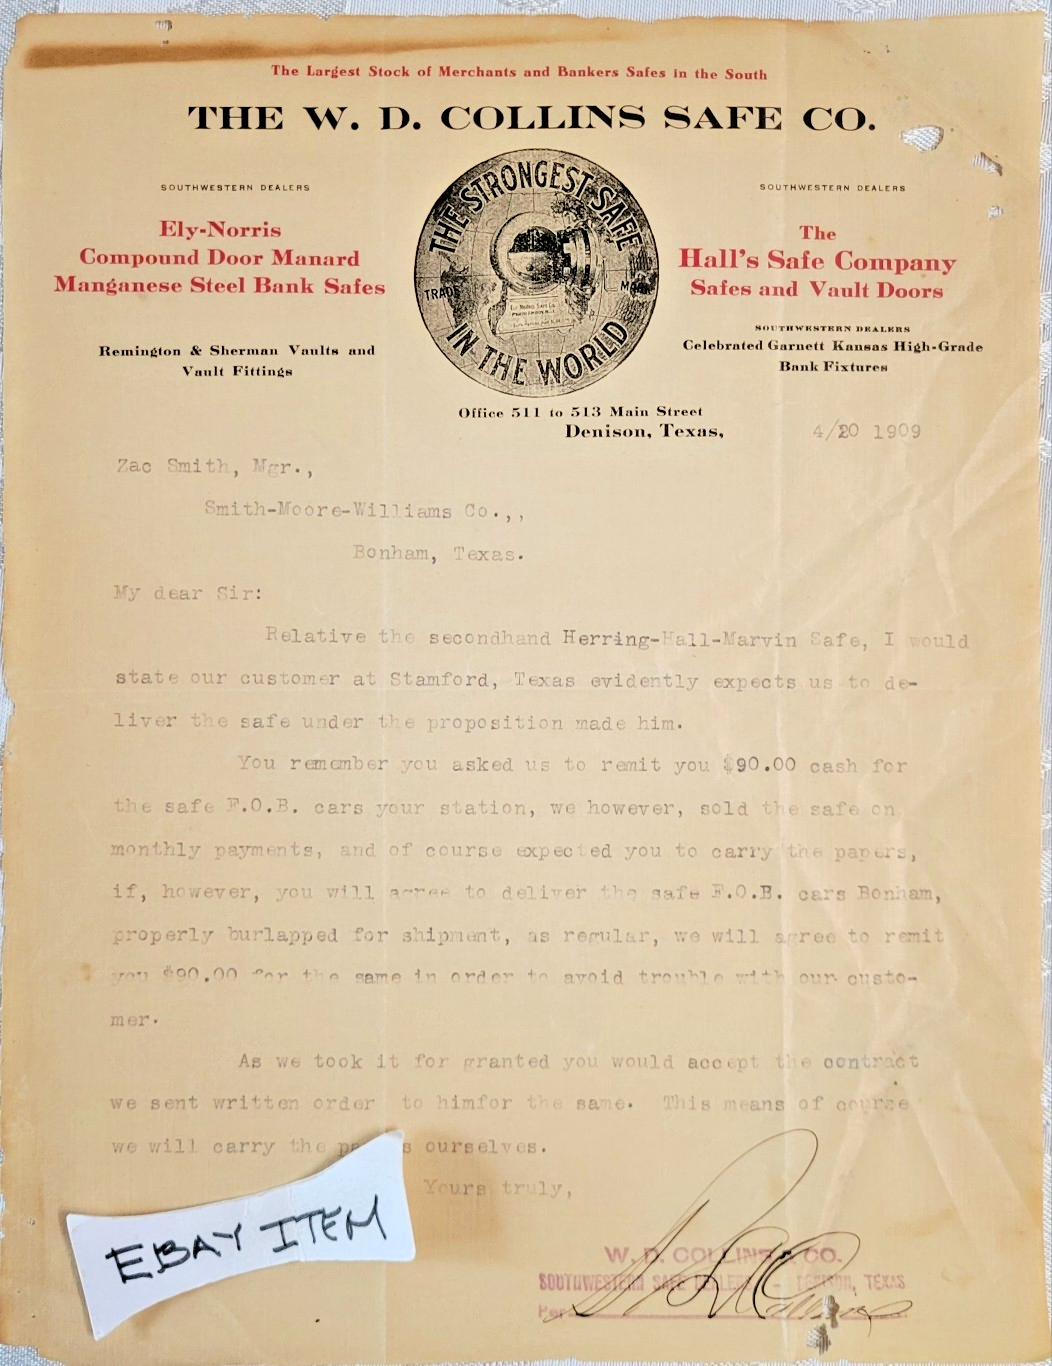 The Largest Stock of Merchants and Bankers Safes in the South
THE W. D. COLLINS SAFE CO.
SOUTHWESTERN DEALERS
Ely-Norris
Compound Door Manard
Manganese Steel Bank Safes
Remington & Sherman Vaults and
Vault Fittings
THE STRONGEST SAFE
TRADE MARK
IN THE WORLD
SOUTHWESTERN DEALERS
The
Hall's Safe Company
Safes and Vault Doors
SOUTHWESTERN DEALERS
Celebrated Garnett Kansas High-Grade
Bank Fixtures
Office 511 to 513 Main Street
Denison, Texas,
4/20 1909
Zac Smith, Mgr.,
Smith-Moore-Williams Co.,,
Bonham, Texas.
My dear Sir:
Relative the secondhand Herring-Hall-Marvin Safe, I would
state our customer at Stamford, Texas evidently expects us to de-
liver the safe under the proposition made him.
You remember you asked us to remit you $90.00 cash for
the safe F.O.B. cars your station, we however, sold the safe on
monthly payments, and of course expected you to carry the papers,
if, however, you will agree to deliver the safe F.O.B. cars Bonham,
properly burlapped for shipment, as regular, we will agree to remit
you $90.00 for the same in order to avoid trouble with our custo-
mer.
As we took it for granted you would accept the contract
we sent written order to himfor the same. This means of course
we will carry the ourselves.
Yours truly,
W. D. COLLINS & CO.
SOUTHWESTERN SAFE DEALERS - DENISON, TEXAS
Per
EBAY ITEM